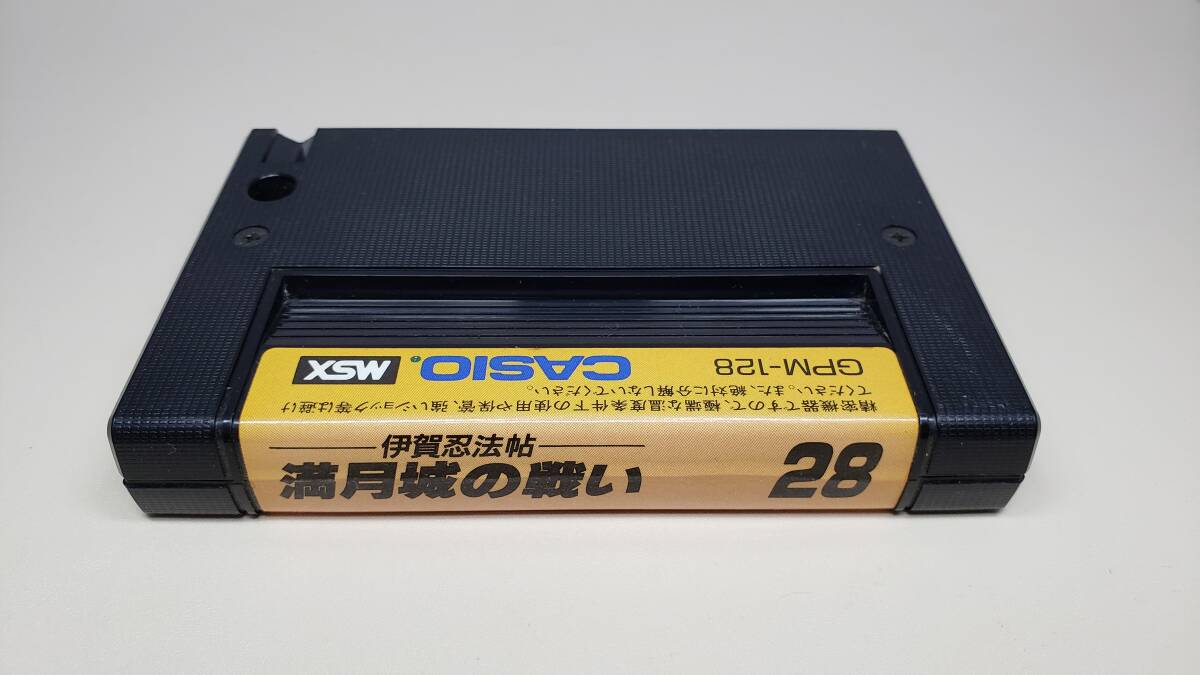 伊賀忍法帖
満月城の戦い 28
精密機器ですので、極端な温度条件下の使用や保管、強いショック等は避け
てください。また、絶対に分解しないでください。
GPM-128 CASIO MSX